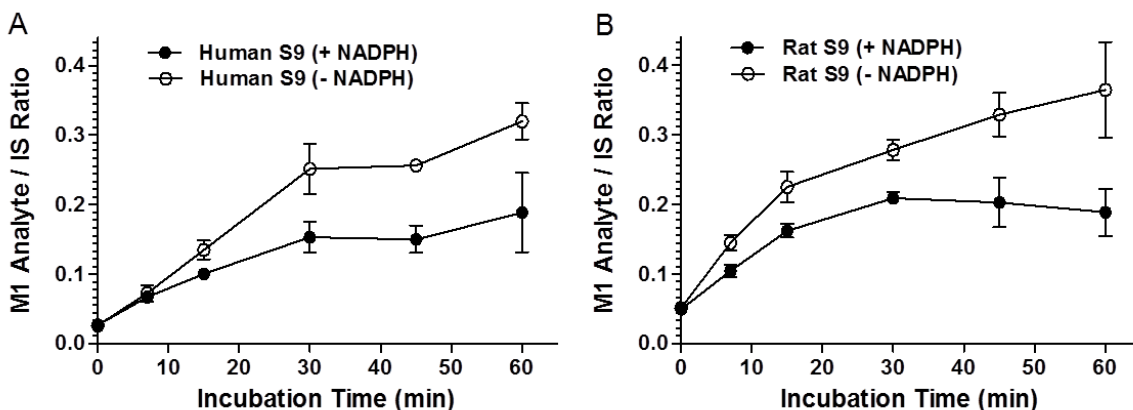 A
Human S9 (+ NADPH)
Human S9 (- NADPH)
M1 Analyte / IS Ratio
0.4
0.3
0.2
0.1
0.0
0 10 20 30 40 50 60
Incubation Time (min)
B
Rat S9 (+ NADPH)
Rat S9 (- NADPH)
M1 Analyte / IS Ratio
0.4
0.3
0.2
0.1
0.0
0 10 20 30 40 50 60
Incubation Time (min)